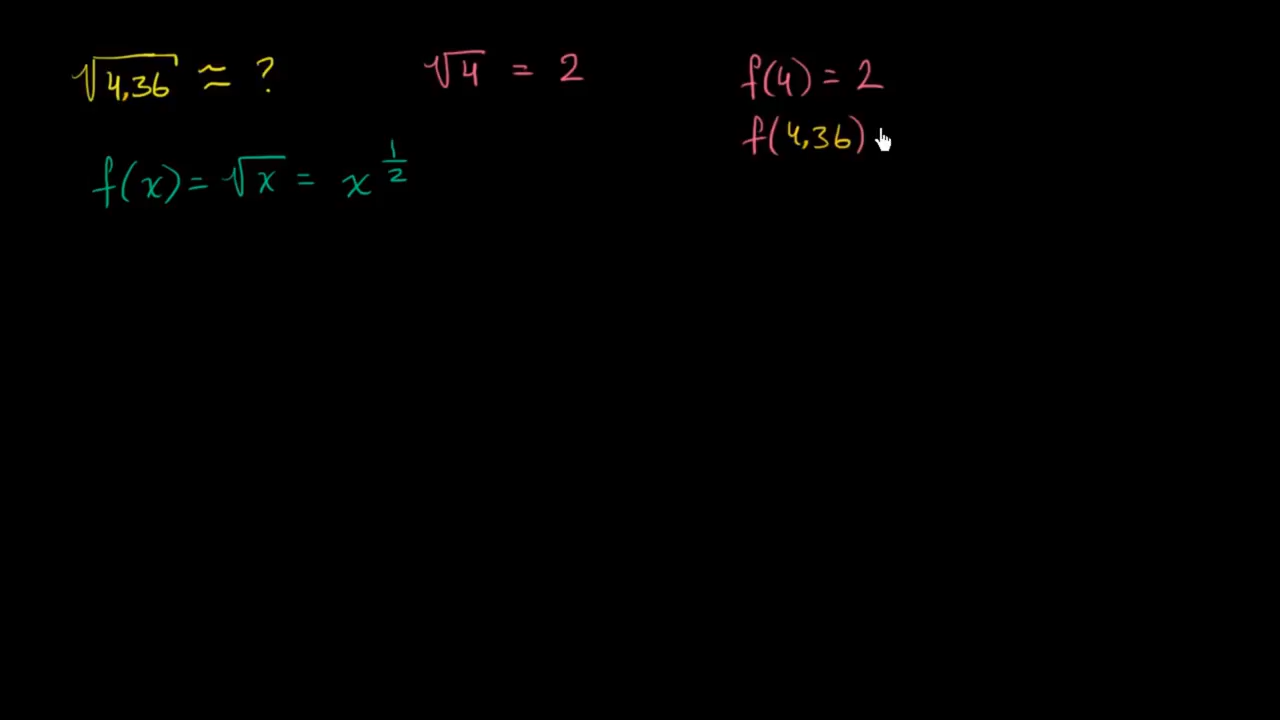 √4,36 ≈ ?
√4 = 2
f(4) = 2
f(4,36)
f(x) = √x = x^(1/2)